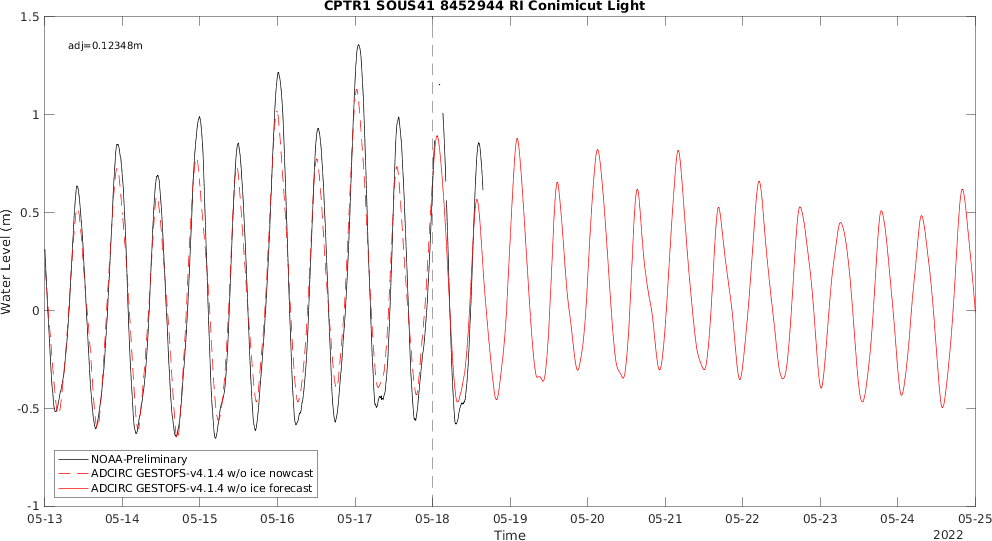 CPTR1 SOUS41 8452944 RI Conimicut Light
adj=0.12348m
1.5
1
0.5
0
-0.5
-1
Water Level (m)
NOAA-Preliminary
ADCIRC GESTOFS-v4.1.4 w/o ice nowcast
ADCIRC GESTOFS-v4.1.4 w/o ice forecast
05-13 05-14 05-15 05-16 05-17 05-18 05-19 05-20 05-21 05-22 05-23 05-24 05-25
Time
2022